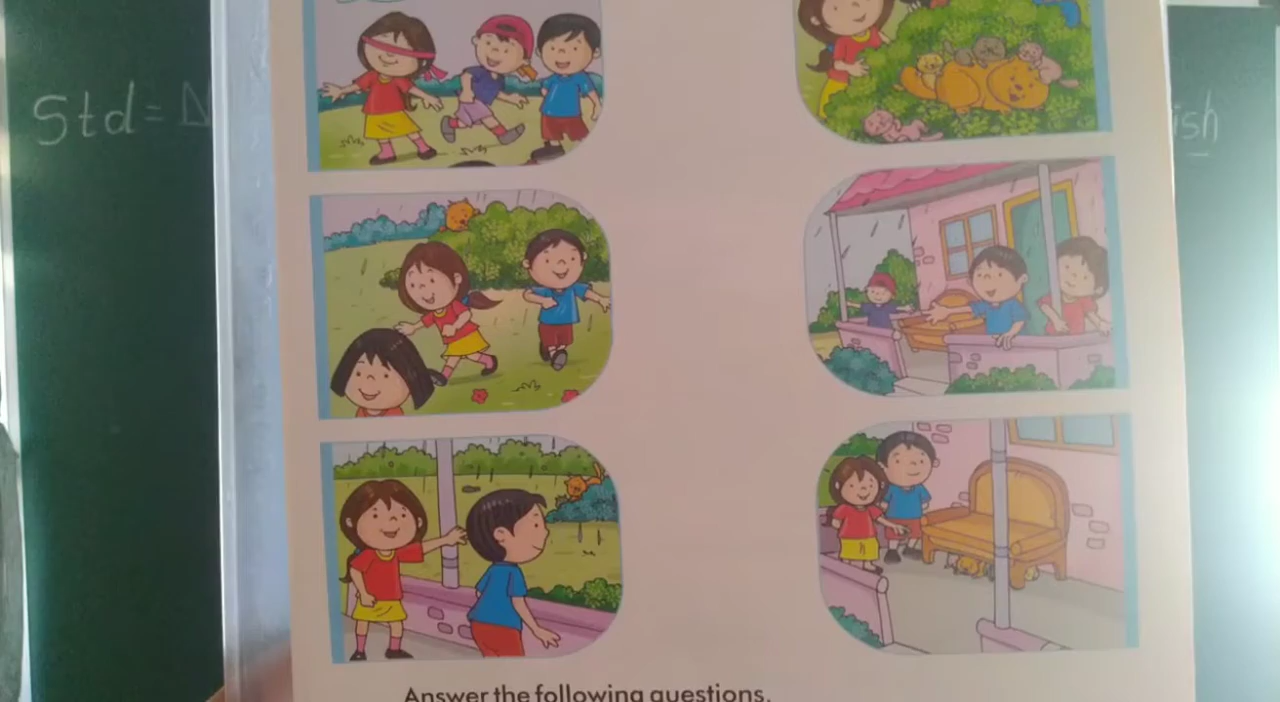 Std =
ish
Answer the following questions.